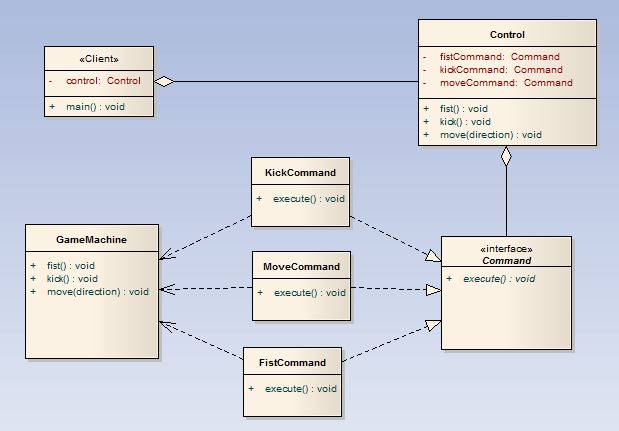 «Client»
- control: Control
+ main() : void
Control
- fistCommand: Command
- kickCommand: Command
- moveCommand: Command
+ fist() : void
+ kick() : void
+ move(direction) : void
KickCommand
+ execute() : void
GameMachine
+ fist() : void
+ kick() : void
+ move(direction) : void
MoveCommand
+ execute() : void
«interface»
Command
+ execute() : void
FistCommand
+ execute() : void